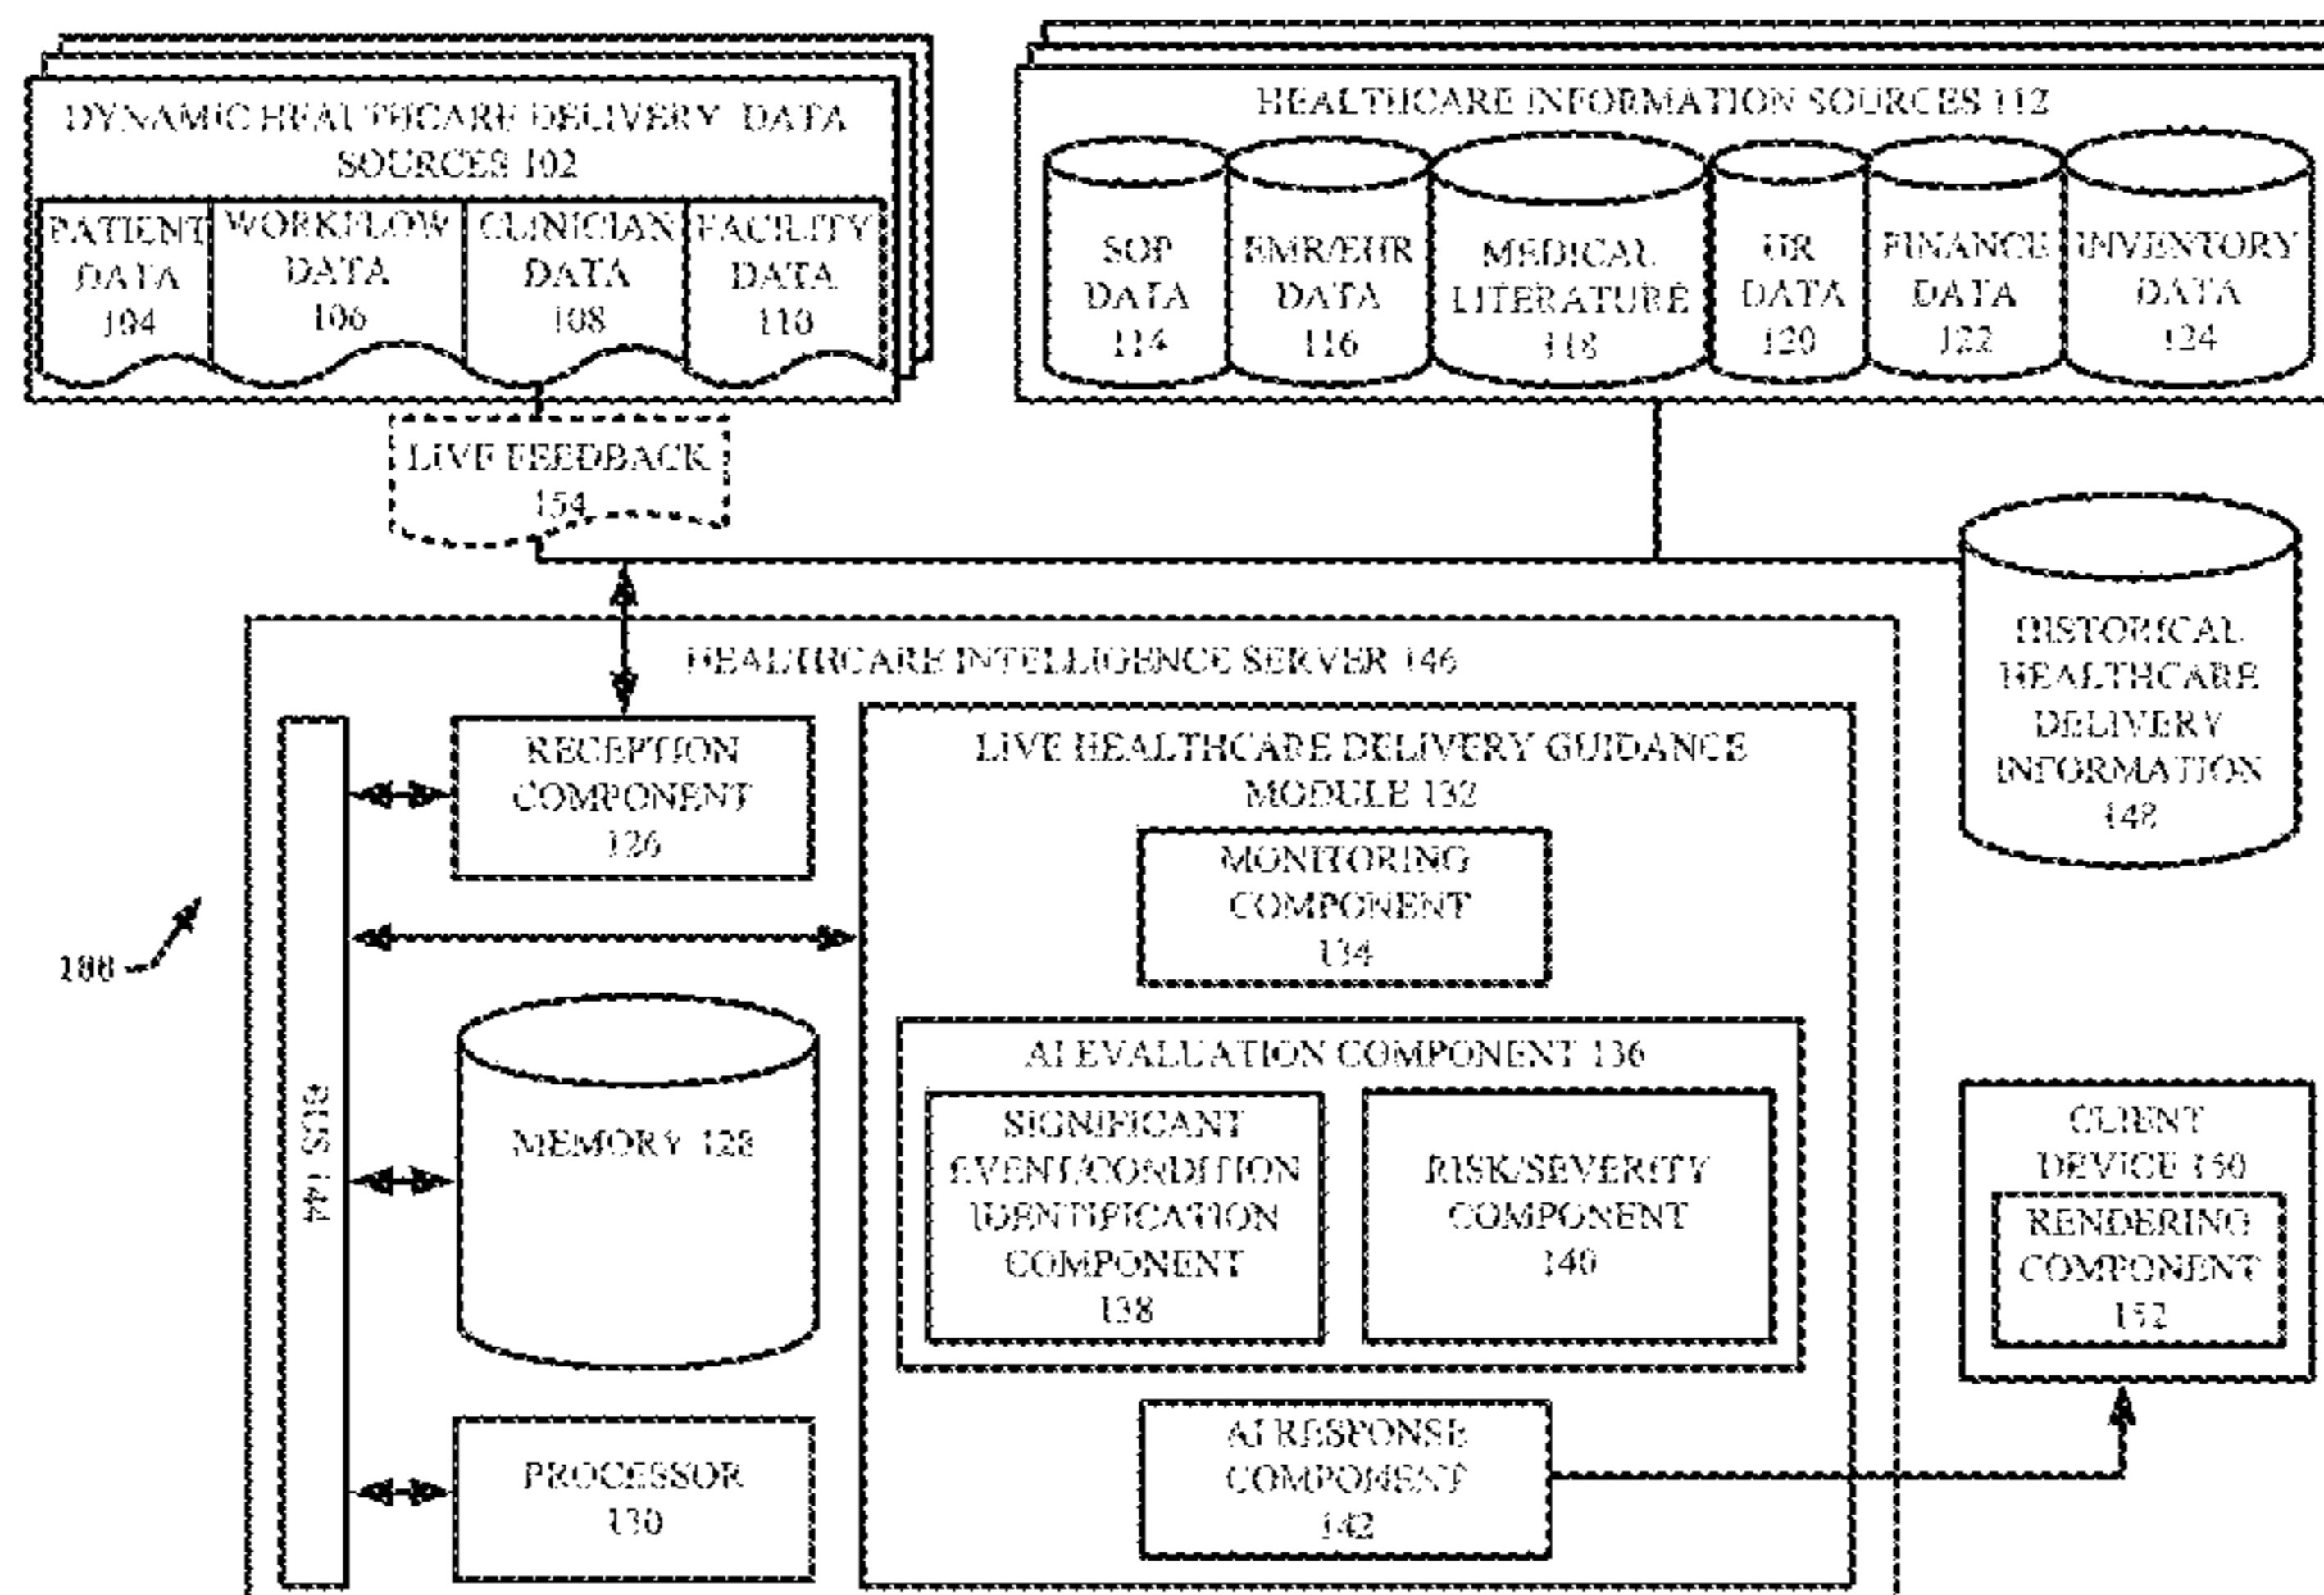 DYNAMIC HEALTHCARE DELIVERY DATA
SOURCES 102
PATIENT
DATA
104
WORKFLOW
DATA
106
CLINICIAN
DATA
108
FACILITY
DATA
110
HEALTHCARE INFORMATION SOURCES 112
SOP
DATA
114
EMR/EHR
DATA
116
MEDICAL
LITERATURE
118
HR
DATA
120
FINANCE
DATA
122
INVENTORY
DATA
124
LIVE FEEDBACK
154
HISTORICAL
HEALTHCARE
DELIVERY
INFORMATION
148
HEALTHCARE INTELLIGENCE SERVER 146
BUS 144
RECEPTION
COMPONENT
126
MEMORY 128
PROCESSOR
130
LIVE HEALTHCARE DELIVERY GUIDANCE
MODULE 132
MONITORING
COMPONENT
134
AI EVALUATION COMPONENT 136
SIGNIFICANT
EVENT/CONDITION
IDENTIFICATION
COMPONENT
138
RISK/SEVERITY
COMPONENT
140
AI RESPONSE
COMPONENT
142
CLIENT
DEVICE 150
RENDERING
COMPONENT
152
100